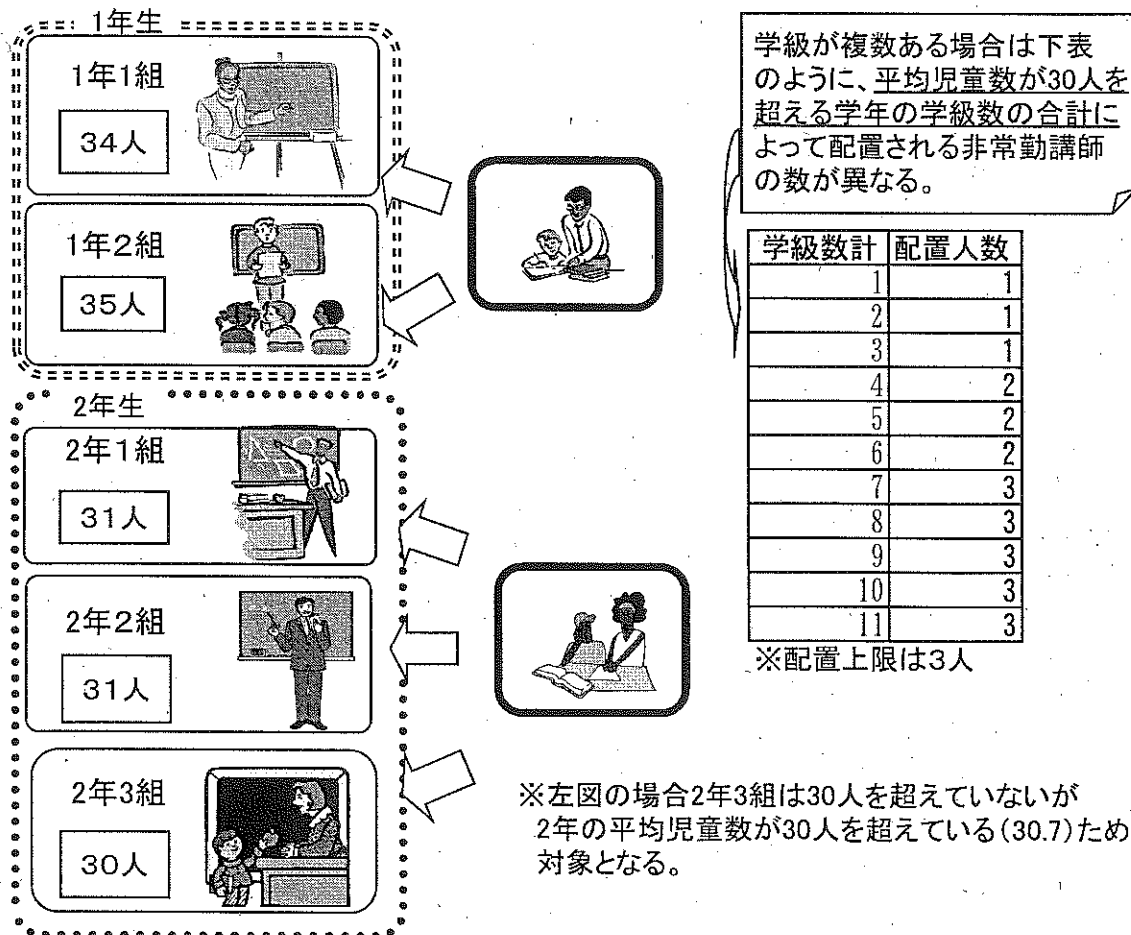 1年生
1年1組
34人
1年2組
35人
2年生
2年1組
31人
2年2組
31人
2年3組
30人
学級が複数ある場合は下表
のように、平均児童数が30人を
超える学年の学級数の合計に
よって配置される非常勤講師
の数が異なる。
学級数計 配置人数
1 1
2 1
3 1
4 2
5 2
6 2
7 3
8 3
9 3
10 3
11 3
※配置上限は3人
※左図の場合2年3組は30人を超えていないが
2年の平均児童数が30人を超えている(30.7)ため
対象となる。